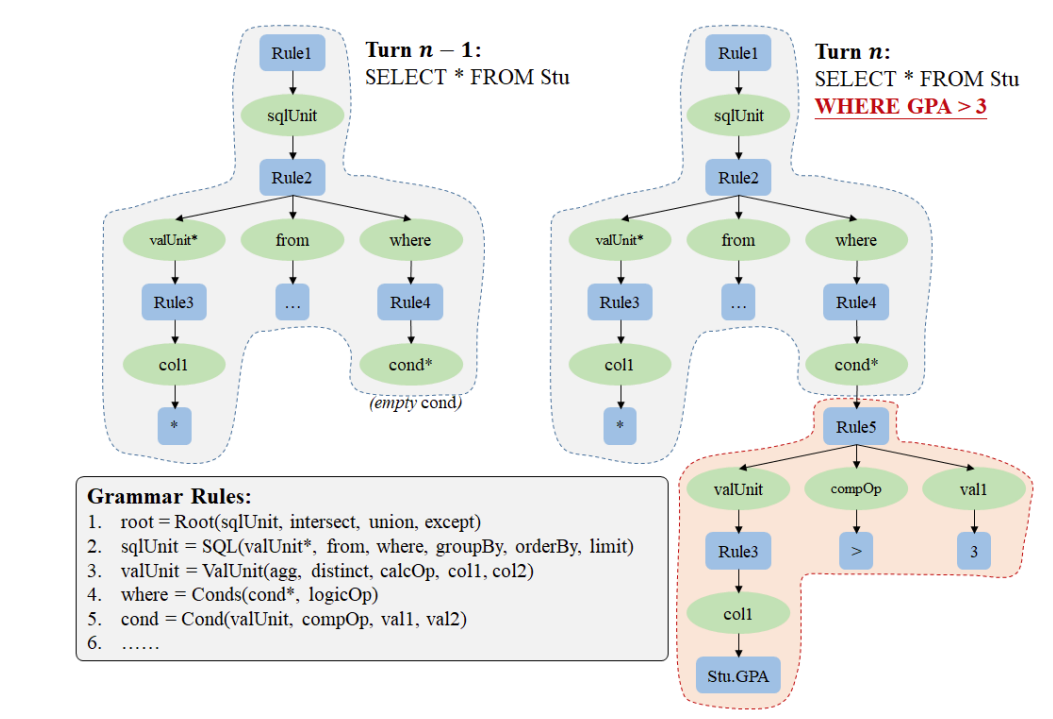 Turn n − 1:
SELECT * FROM Stu
Rule1
sqlUnit
Rule2
valUnit*
from
where
Rule3
...
Rule4
col1
cond*
(empty cond)
*
Turn n:
SELECT * FROM Stu
WHERE GPA > 3
Rule1
sqlUnit
Rule2
valUnit*
from
where
Rule3
...
Rule4
col1
cond*
*
Rule5
valUnit
compOp
val1
Rule3
>
3
col1
Stu.GPA
Grammar Rules:
1. root = Root(sqlUnit, intersect, union, except)
2. sqlUnit = SQL(valUnit*, from, where, groupBy, orderBy, limit)
3. valUnit = ValUnit(agg, distinct, calcOp, col1, col2)
4. where = Conds(cond*, logicOp)
5. cond = Cond(valUnit, compOp, val1, val2)
6. ......